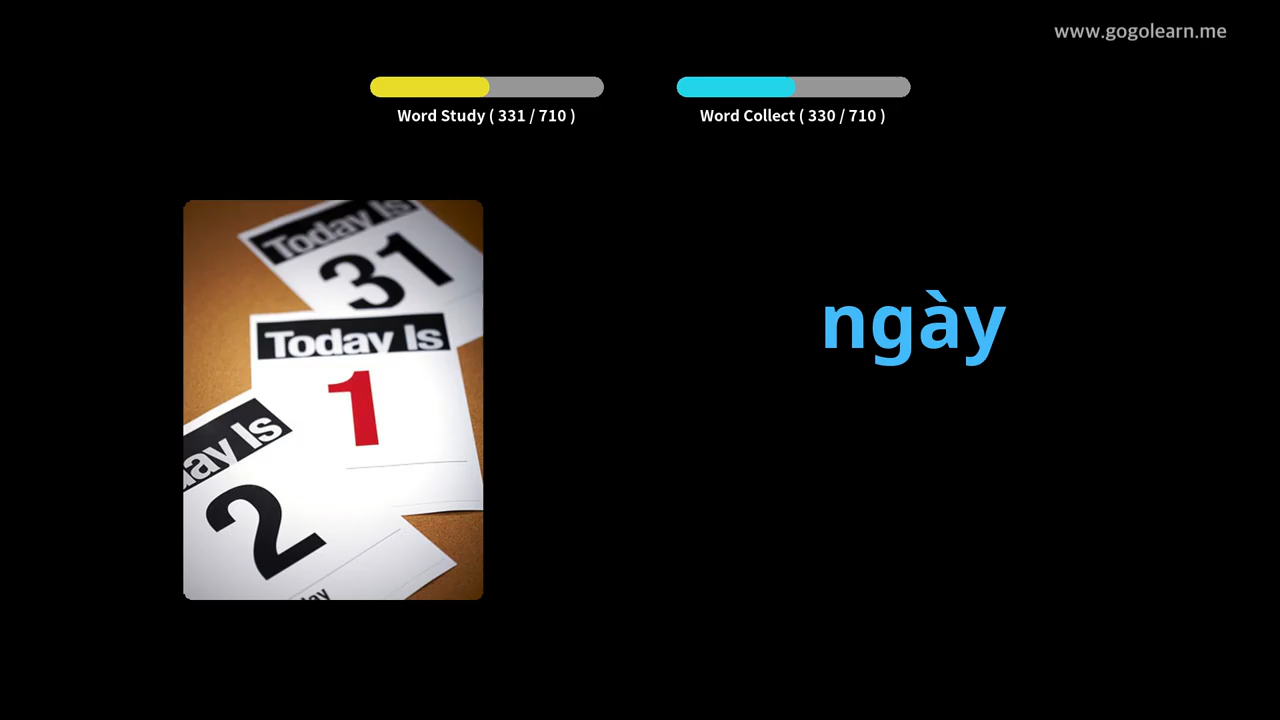 www.gogolearn.me
Word Study ( 331 / 710 )
Word Collect ( 330 / 710 )
Today Is
31
Today Is
1
ay Is
2
ngày